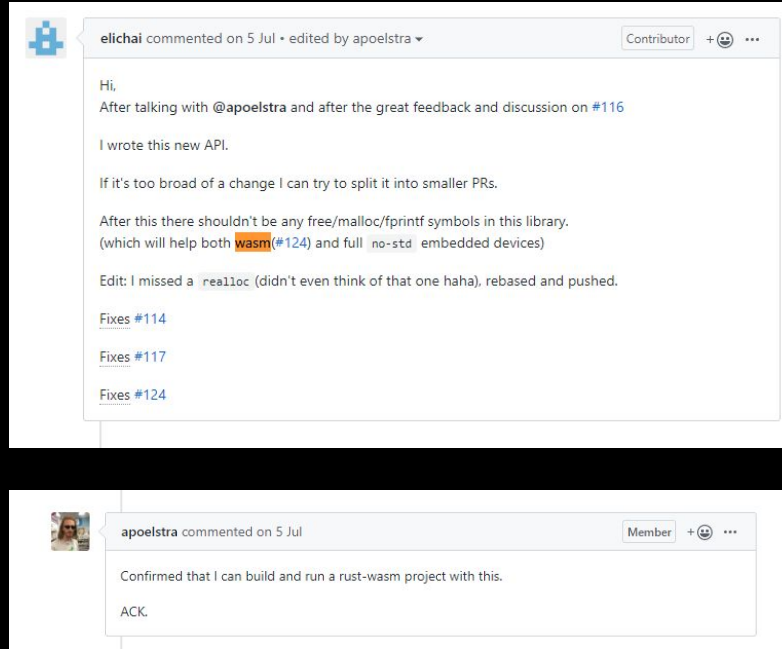 elichai commented on 5 Jul • edited by apoelstra
Contributor
Hi,
After talking with @apoelstra and after the great feedback and discussion on #116
I wrote this new API.
If it's too broad of a change I can try to split it into smaller PRs.
After this there shouldn't be any free/malloc/fprintf symbols in this library.
(which will help both wasm(#124) and full no-std embedded devices)
Edit: I missed a realloc (didn't even think of that one haha), rebased and pushed.
Fixes #114
Fixes #117
Fixes #124
apoelstra commented on 5 Jul
Member
Confirmed that I can build and run a rust-wasm project with this.
ACK.